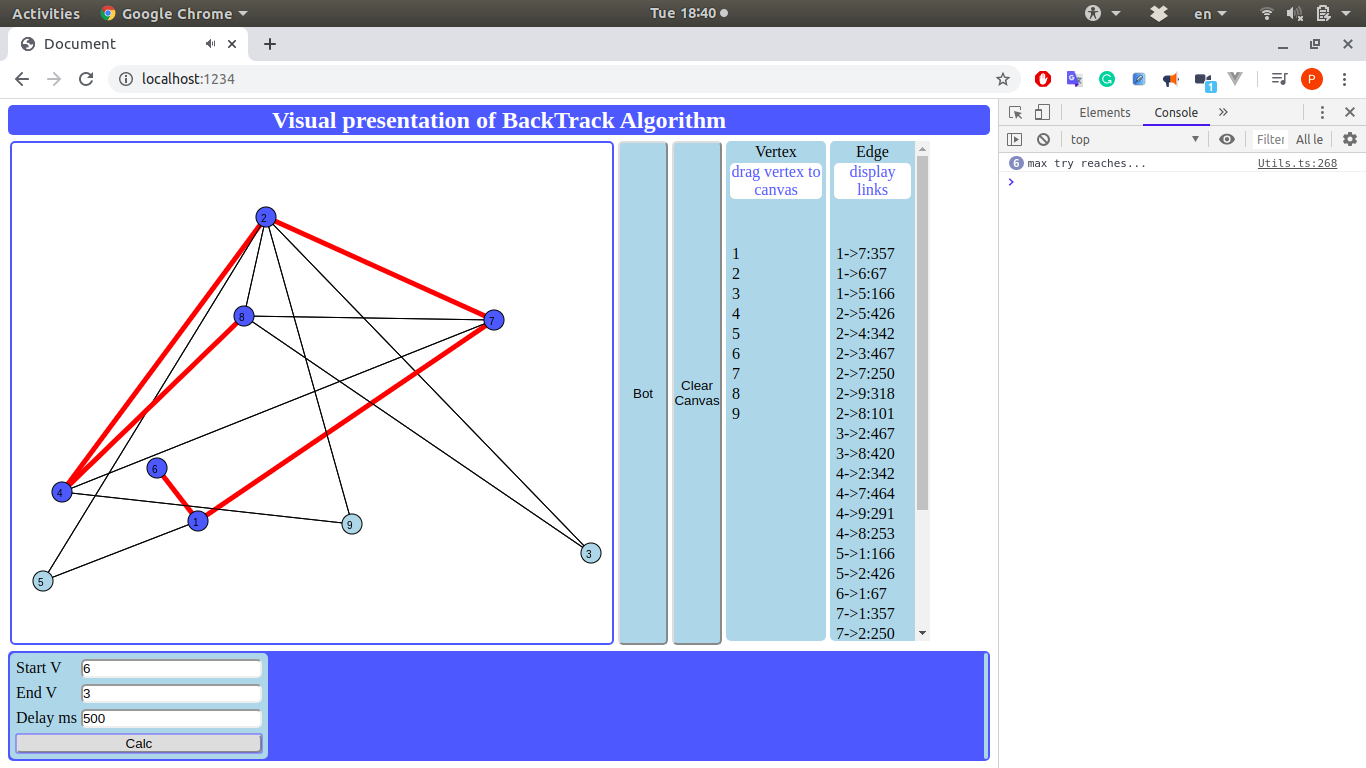 Activities
Google Chrome
Tue 18:40
en
Document
localhost:1234
P
1
Visual presentation of BackTrack Algorithm
2
8
7
6
4
1
9
3
5
Bot
Clear
Canvas
Vertex
drag vertex to
canvas
1
2
3
4
5
6
7
8
9
Edge
display
links
1->7:357
1->6:67
1->5:166
2->5:426
2->4:342
2->3:467
2->7:250
2->9:318
2->8:101
3->2:467
3->8:420
4->2:342
4->7:464
4->9:291
4->8:253
5->1:166
5->2:426
6->1:67
7->1:357
7->2:250
Start V 6
End V 3
Delay ms 500
Calc
Elements Console »
top Filter All le
6 max try reaches... Utils.ts:268